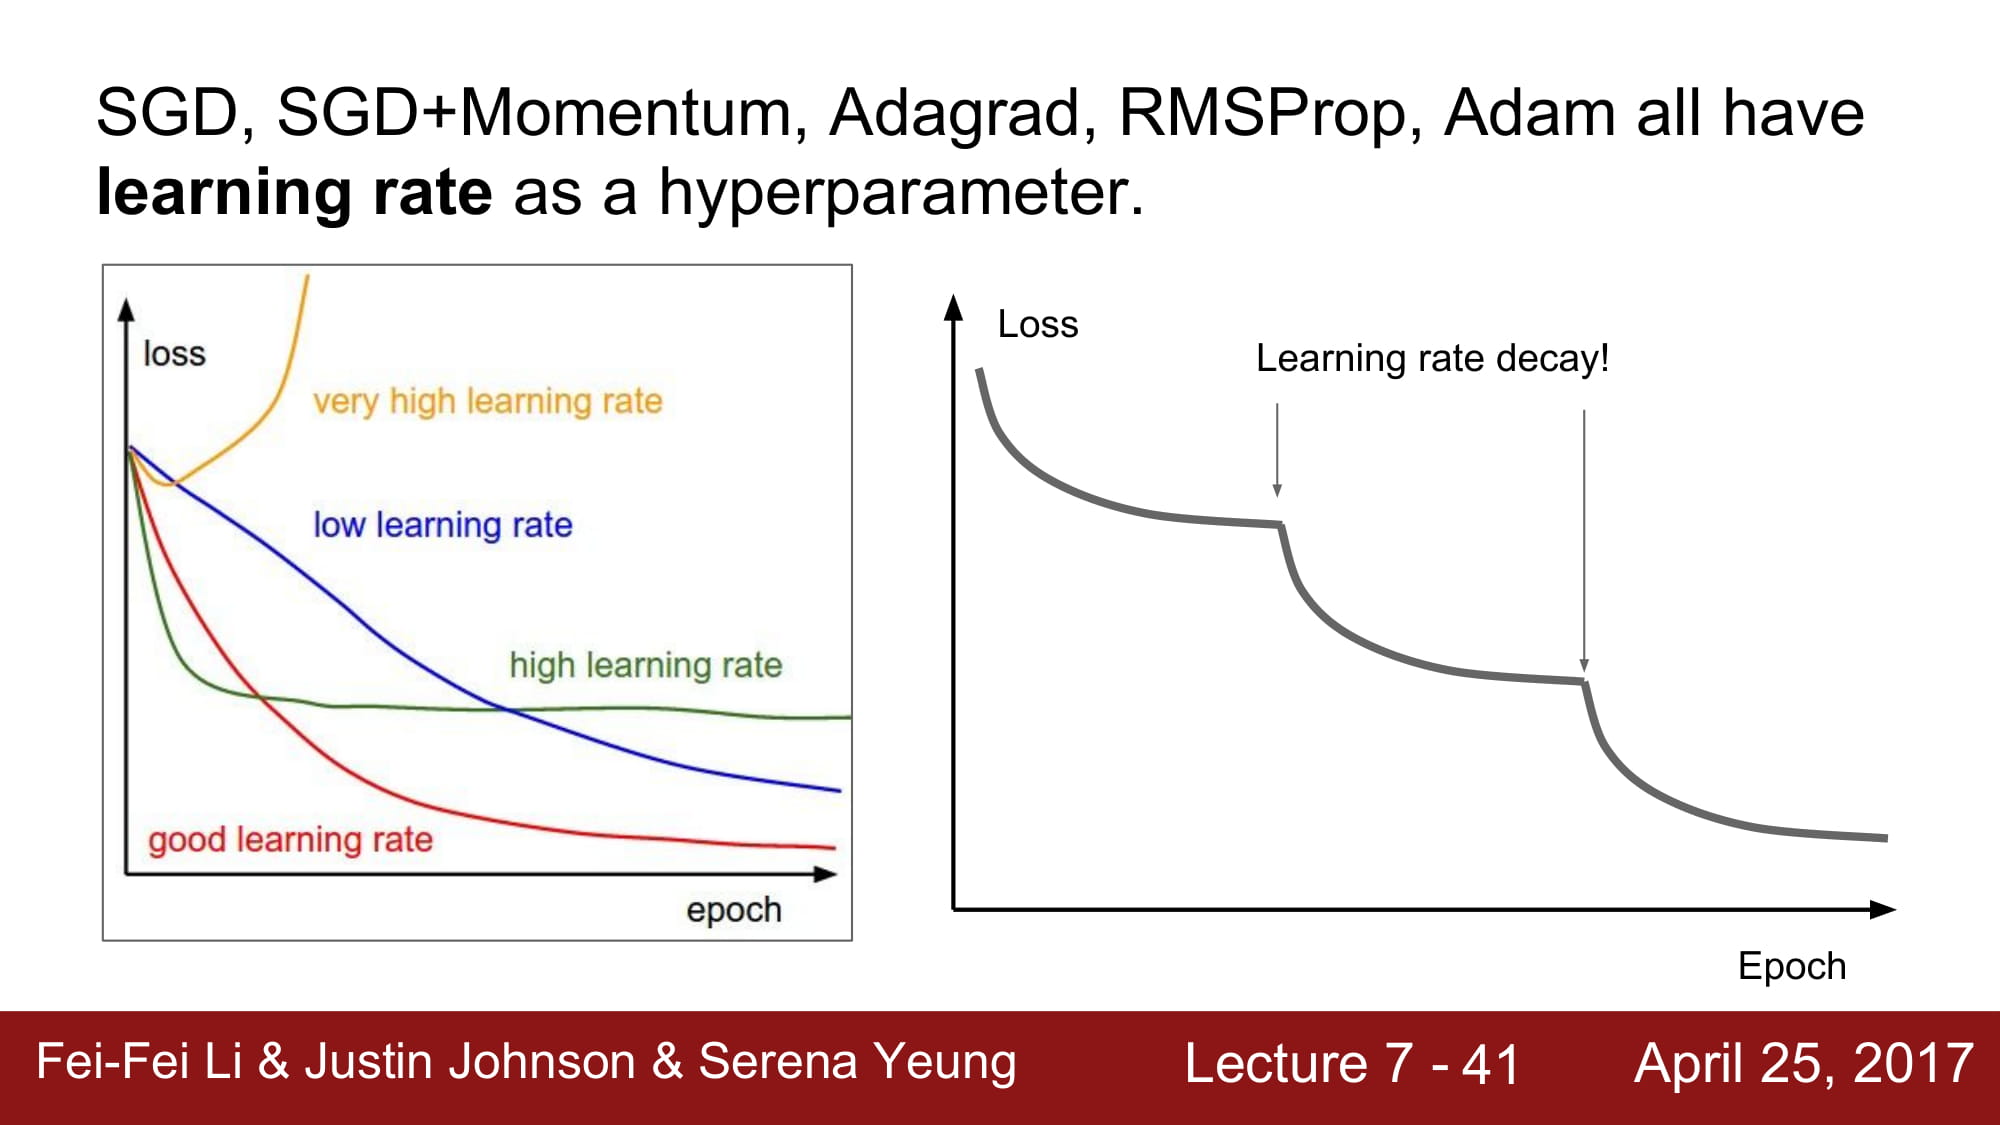 SGD, SGD+Momentum, Adagrad, RMSProp, Adam all have
learning rate as a hyperparameter.
loss
very high learning rate
low learning rate
high learning rate
good learning rate
epoch
Loss
Learning rate decay!
Epoch
Fei-Fei Li & Justin Johnson & Serena Yeung
Lecture 7 - 41
April 25, 2017